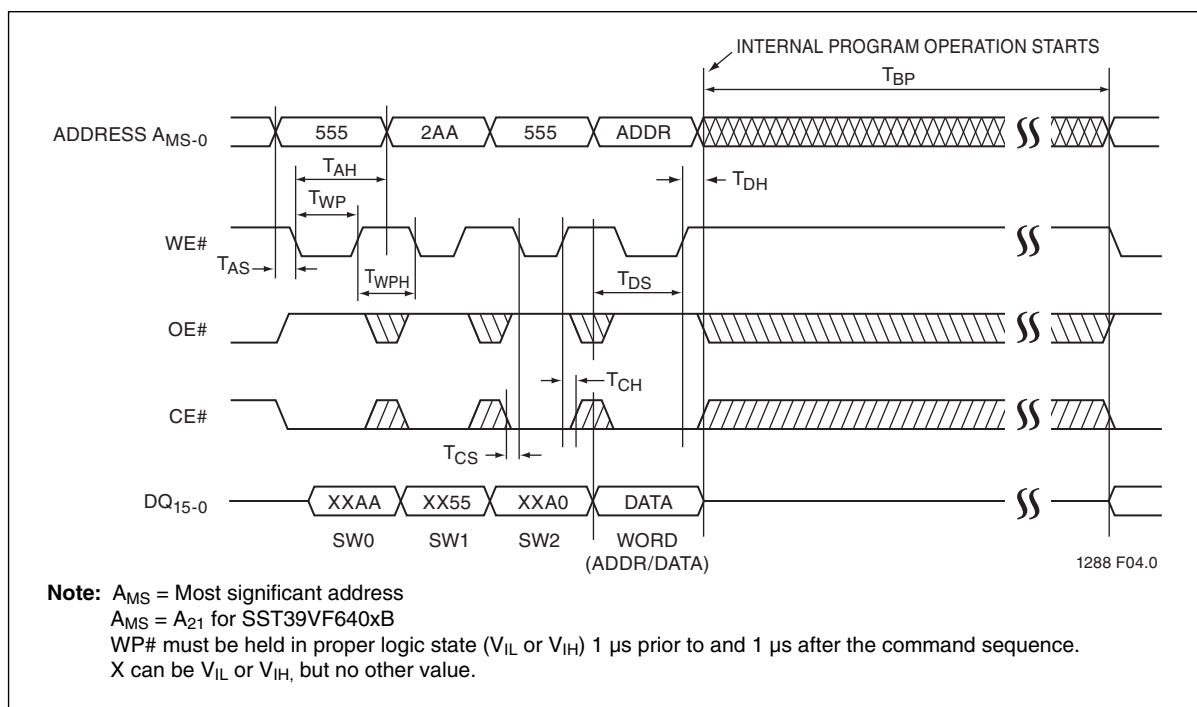 INTERNAL PROGRAM OPERATION STARTS
TBP
ADDRESS AMS-0
555
2AA
555
ADDR
TAH
TDH
TWP
WE#
TAS
TWPH
TDS
OE#
TCH
CE#
TCS
DQ15-0
XXAA
XX55
XXA0
DATA
SW0
SW1
SW2
WORD
(ADDR/DATA)
1288 F04.0
Note: AMS = Most significant address
AMS = A21 for SST39VF640xB
WP# must be held in proper logic state (VIL or VIH) 1 µs prior to and 1 µs after the command sequence.
X can be VIL or VIH, but no other value.